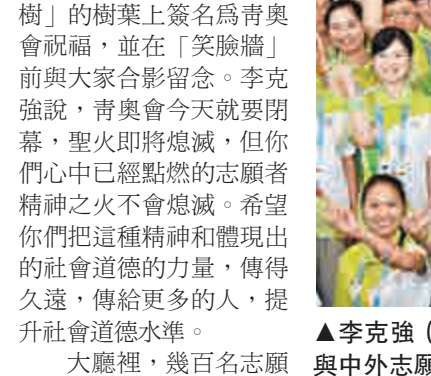 樹」的樹葉上簽名爲靑奧
會祝福，並在「笑臉牆」
前與大家合影留念。李克
強說，靑奧會今天就要閉
幕，聖火即將熄滅，但你
們心中已經點燃的志願者
精神之火不會熄滅。希望
你們把這種精神和體現出
的社會道德的力量，傳得
久遠，傳給更多的人，提
升社會道德水準。
大廳裡，幾百名志願
▲李克強（
與中外志願